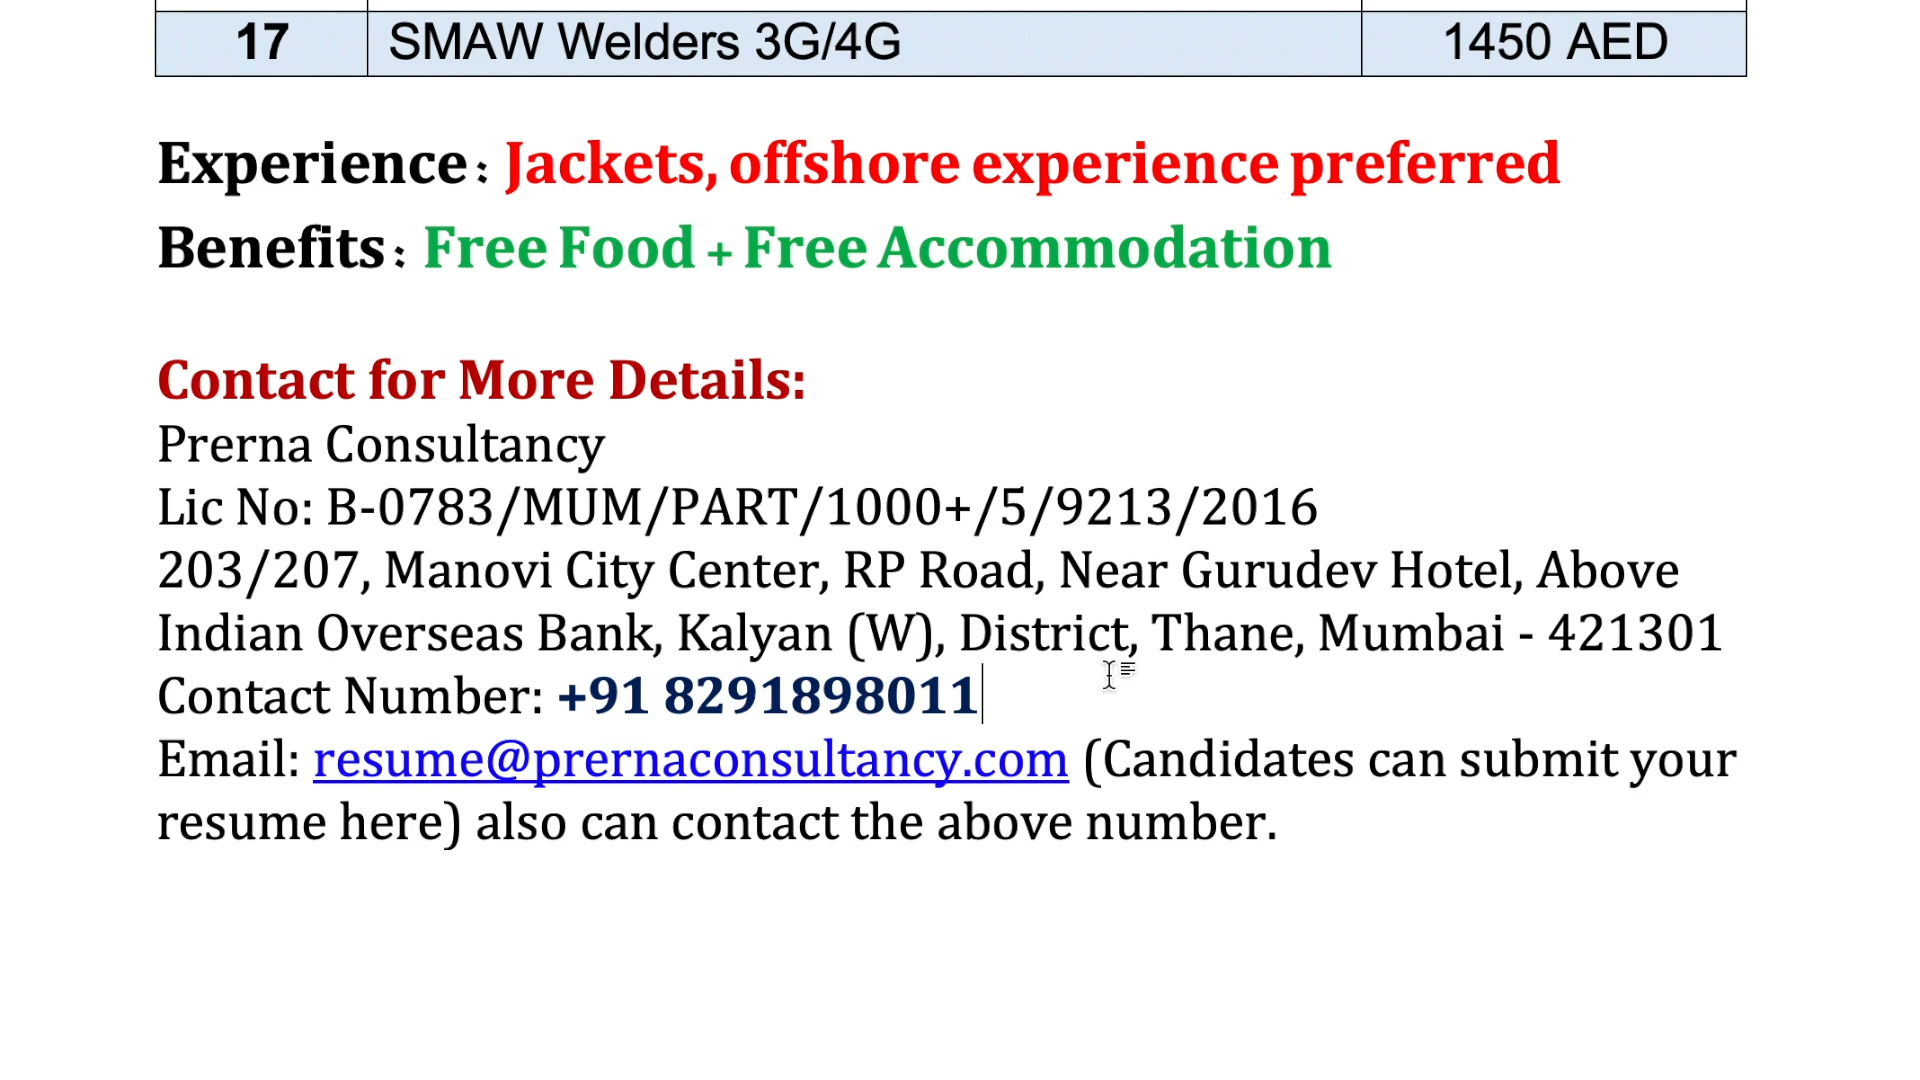 17 SMAW Welders 3G/4G 1450 AED
Experience: Jackets, offshore experience preferred
Benefits: Free Food + Free Accommodation
Contact for More Details:
Prerna Consultancy
Lic No: B-0783/MUM/PART/1000+/5/9213/2016
203/207, Manovi City Center, RP Road, Near Gurudev Hotel, Above
Indian Overseas Bank, Kalyan (W), District, Thane, Mumbai - 421301
Contact Number: +91 8291898011
Email: resume@prernaconsultancy.com (Candidates can submit your
resume here) also can contact the above number.